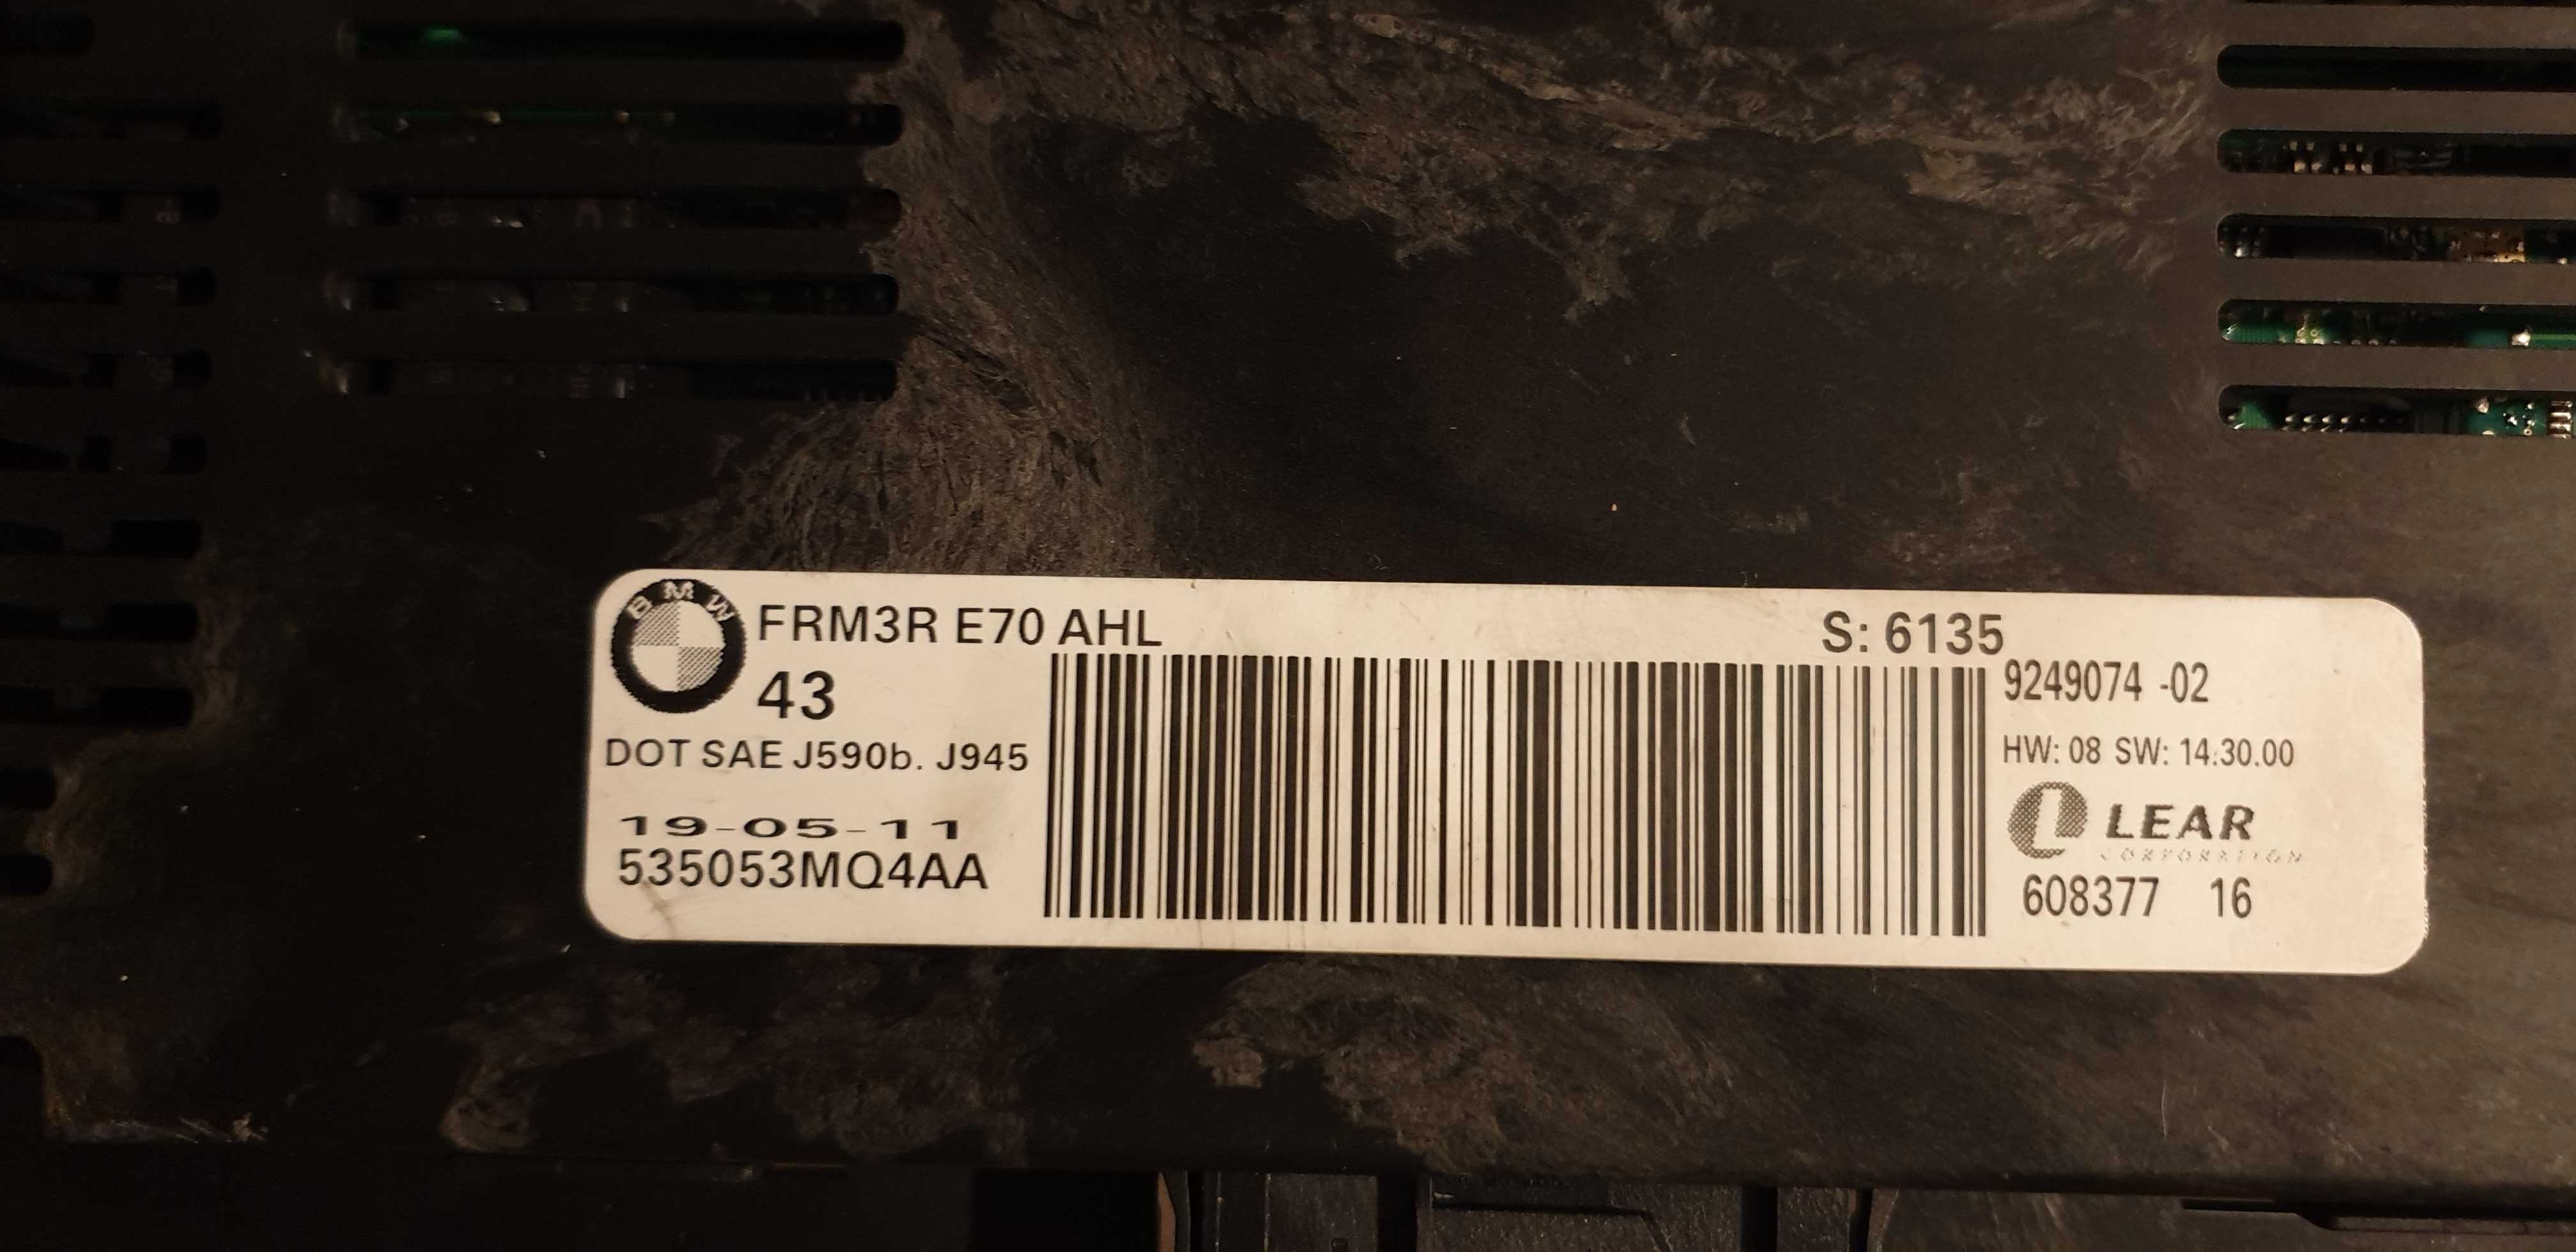 BMW
FRM3R E70 AHL
S: 6135
43
9249074 -02
DOT SAE J590b. J945
HW: 08 SW: 14.30.00
19-05-11
LEAR
CORPORATION
535053MQ4AA
608377 16